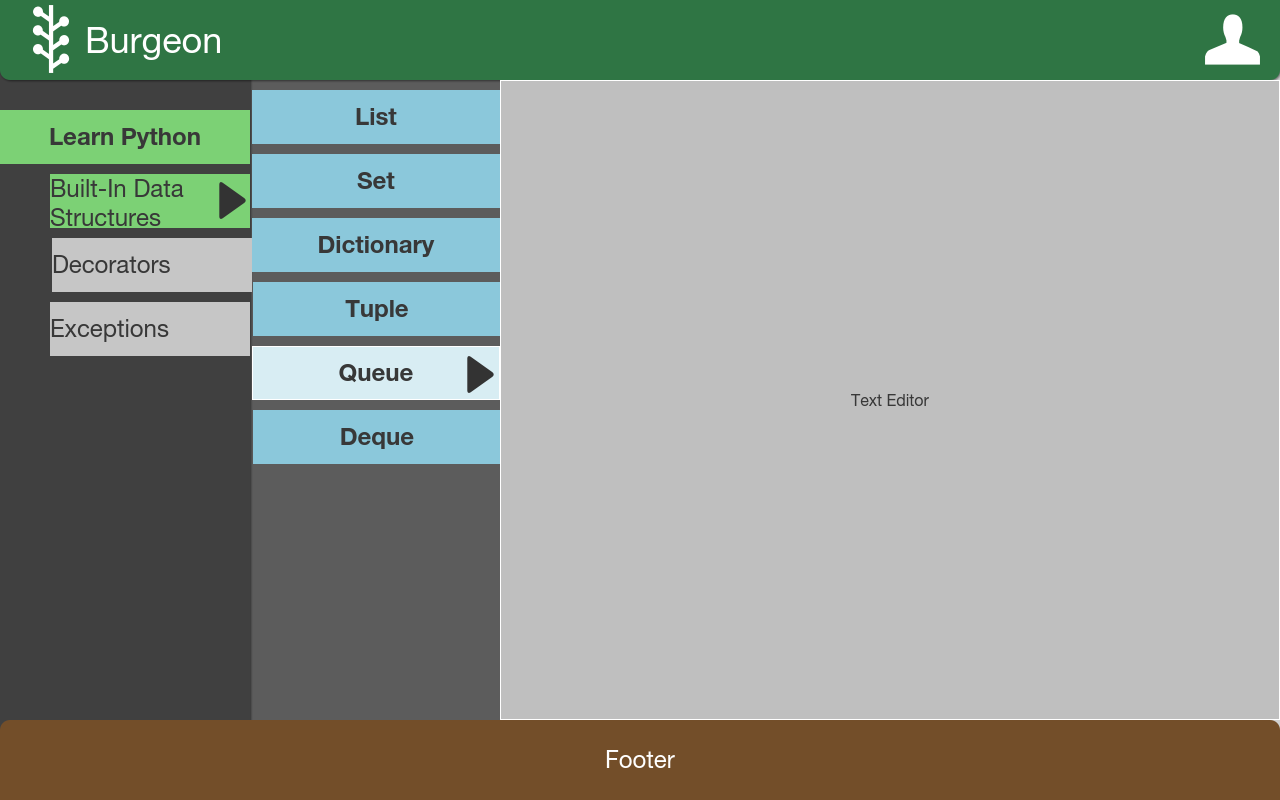 Burgeon
Learn Python
Built-In Data
Structures
Decorators
Exceptions
List
Set
Dictionary
Tuple
Queue
Deque
Text Editor
Footer